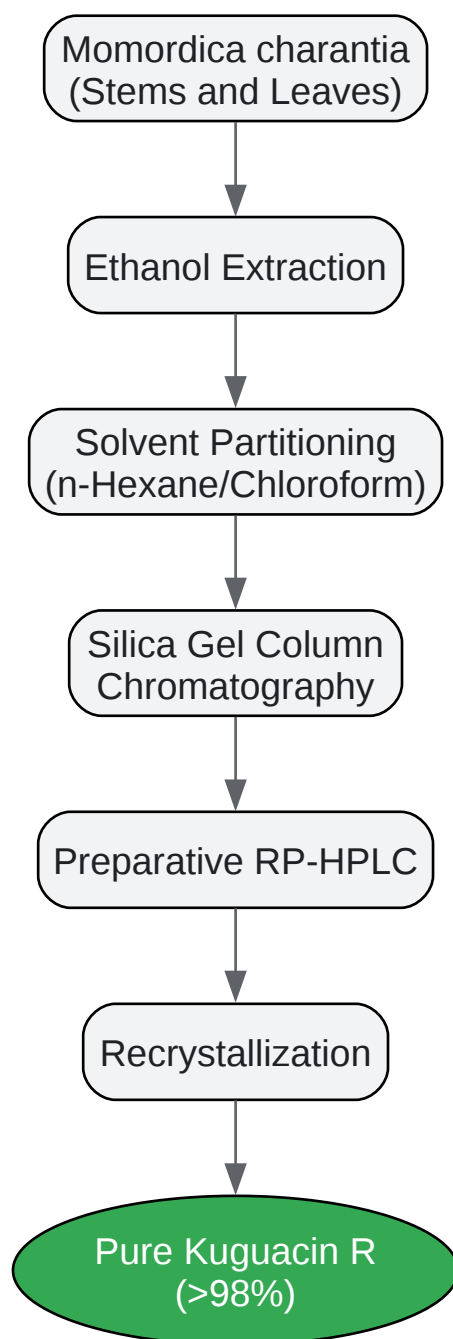 Momordica charantia
(Stems and Leaves)
Ethanol Extraction
Solvent Partitioning
(n-Hexane/Chloroform)
Silica Gel Column
Chromatography
Preparative RP-HPLC
Recrystallization
Pure Kuguacin R
(>98%)